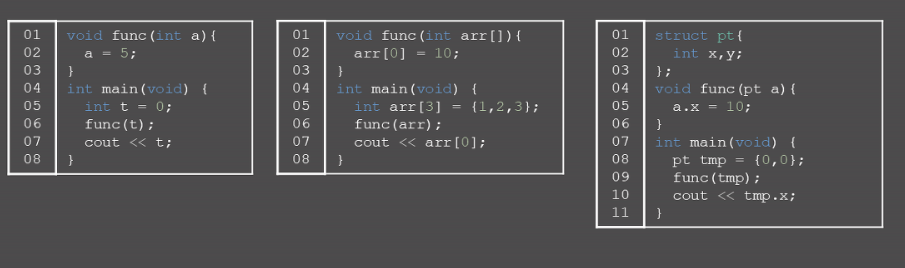 01 void func(int a){
02   a = 5;
03 }
04 int main(void) {
05   int t = 0;
06   func(t);
07   cout << t;
08 }
01 void func(int arr[]){
02   arr[0] = 10;
03 }
04 int main(void) {
05   int arr[3] = {1,2,3};
06   func(arr);
07   cout << arr[0];
08 }
01 struct pt{
02   int x,y;
03 };
04 void func(pt a){
05   a.x = 10;
06 }
07 int main(void) {
08   pt tmp = {0,0};
09   func(tmp);
10   cout << tmp.x;
11 }